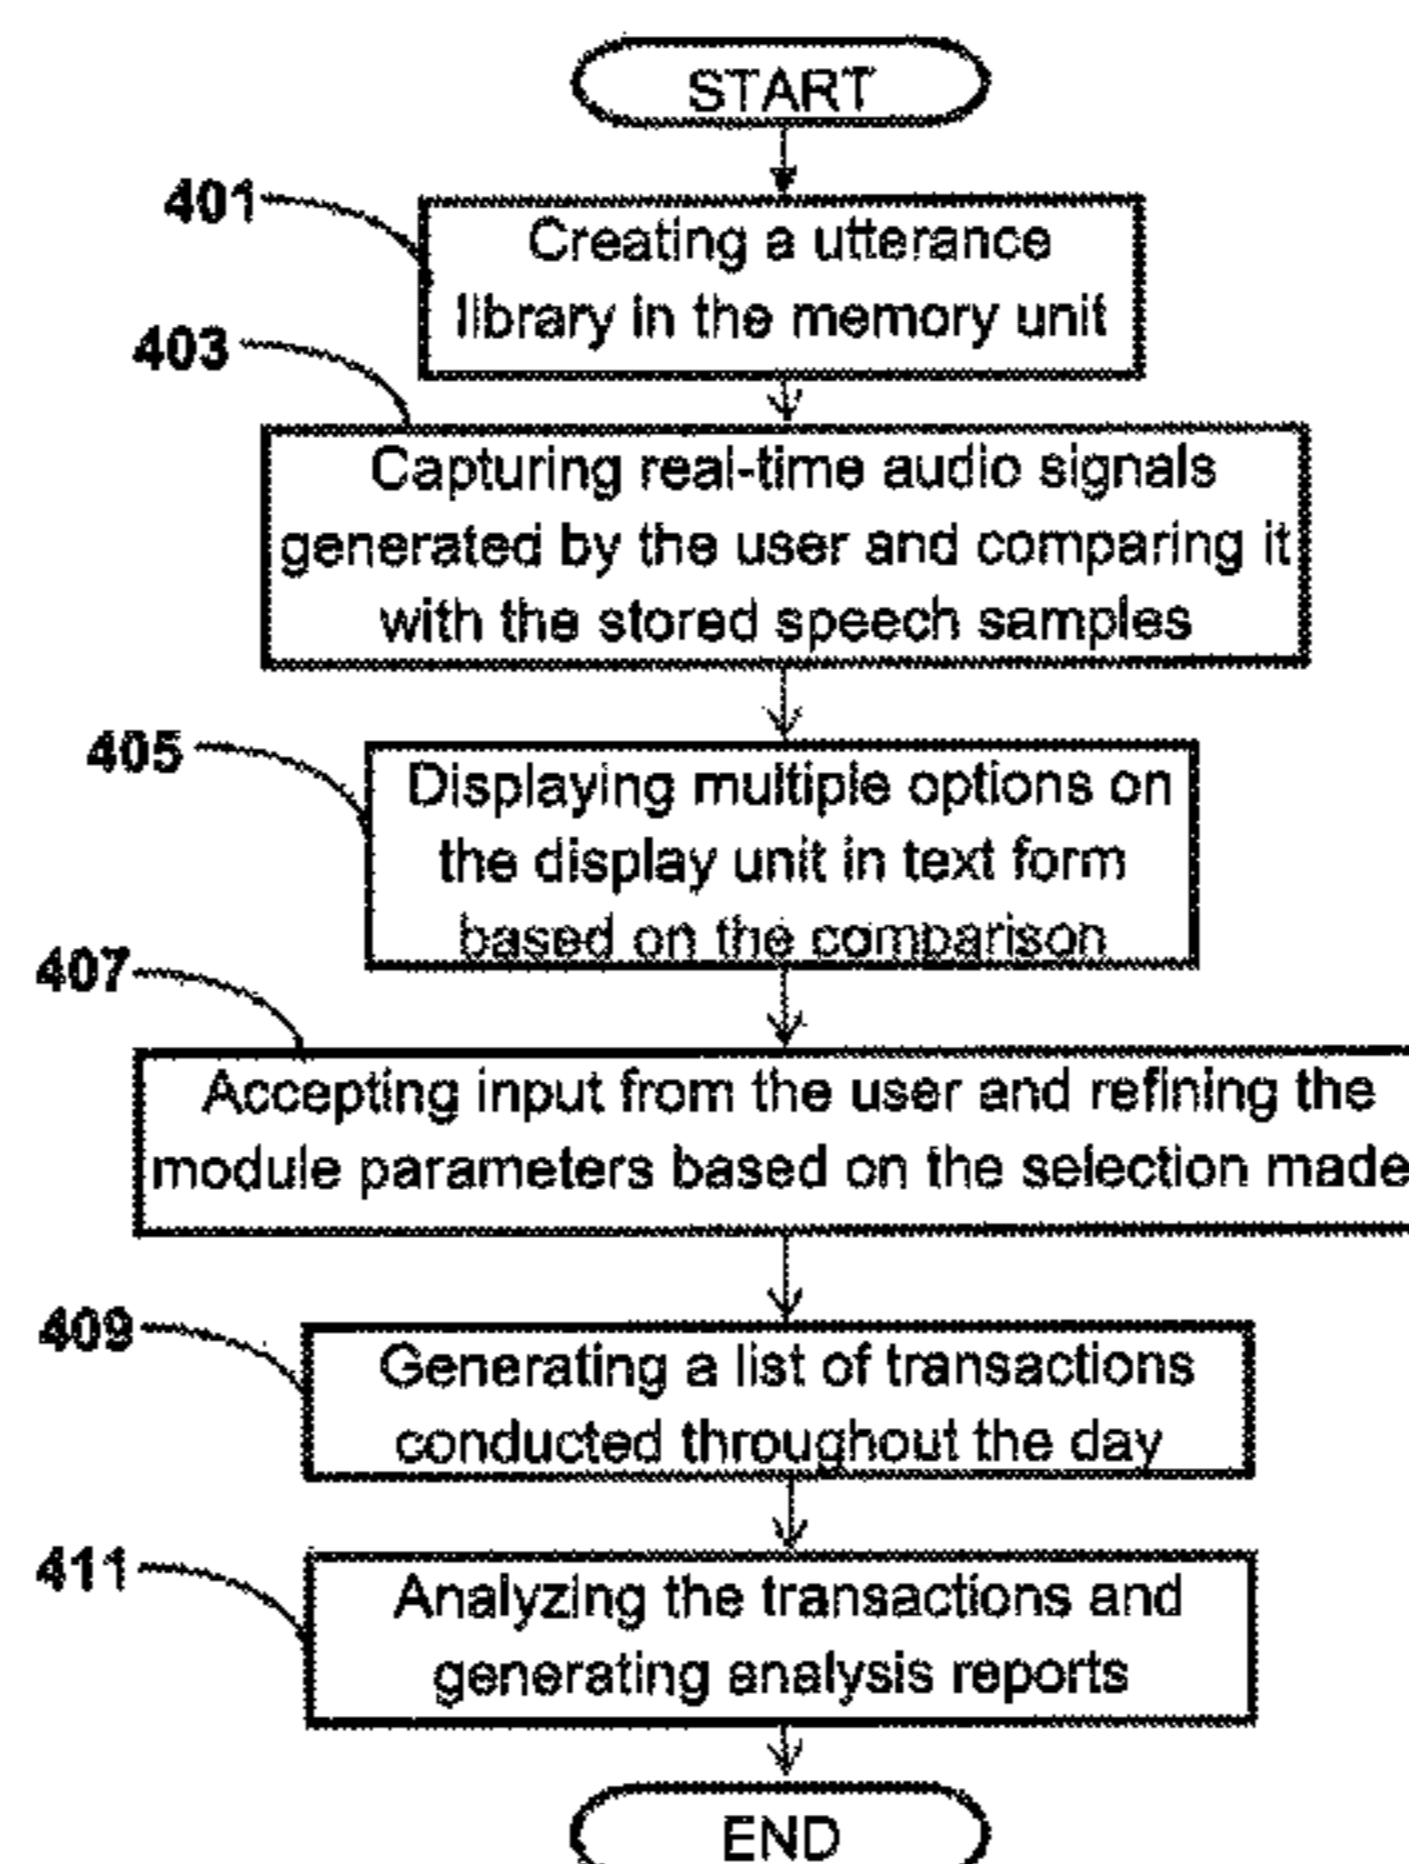 START
401
Creating a utterance
library in the memory unit
403
Capturing real-time audio signals
generated by the user and comparing it
with the stored speech samples
405
Displaying multiple options on
the display unit in text form
based on the comparison
407
Accepting input from the user and refining the
module parameters based on the selection made
409
Generating a list of transactions
conducted throughout the day
411
Analyzing the transactions and
generating analysis reports
END